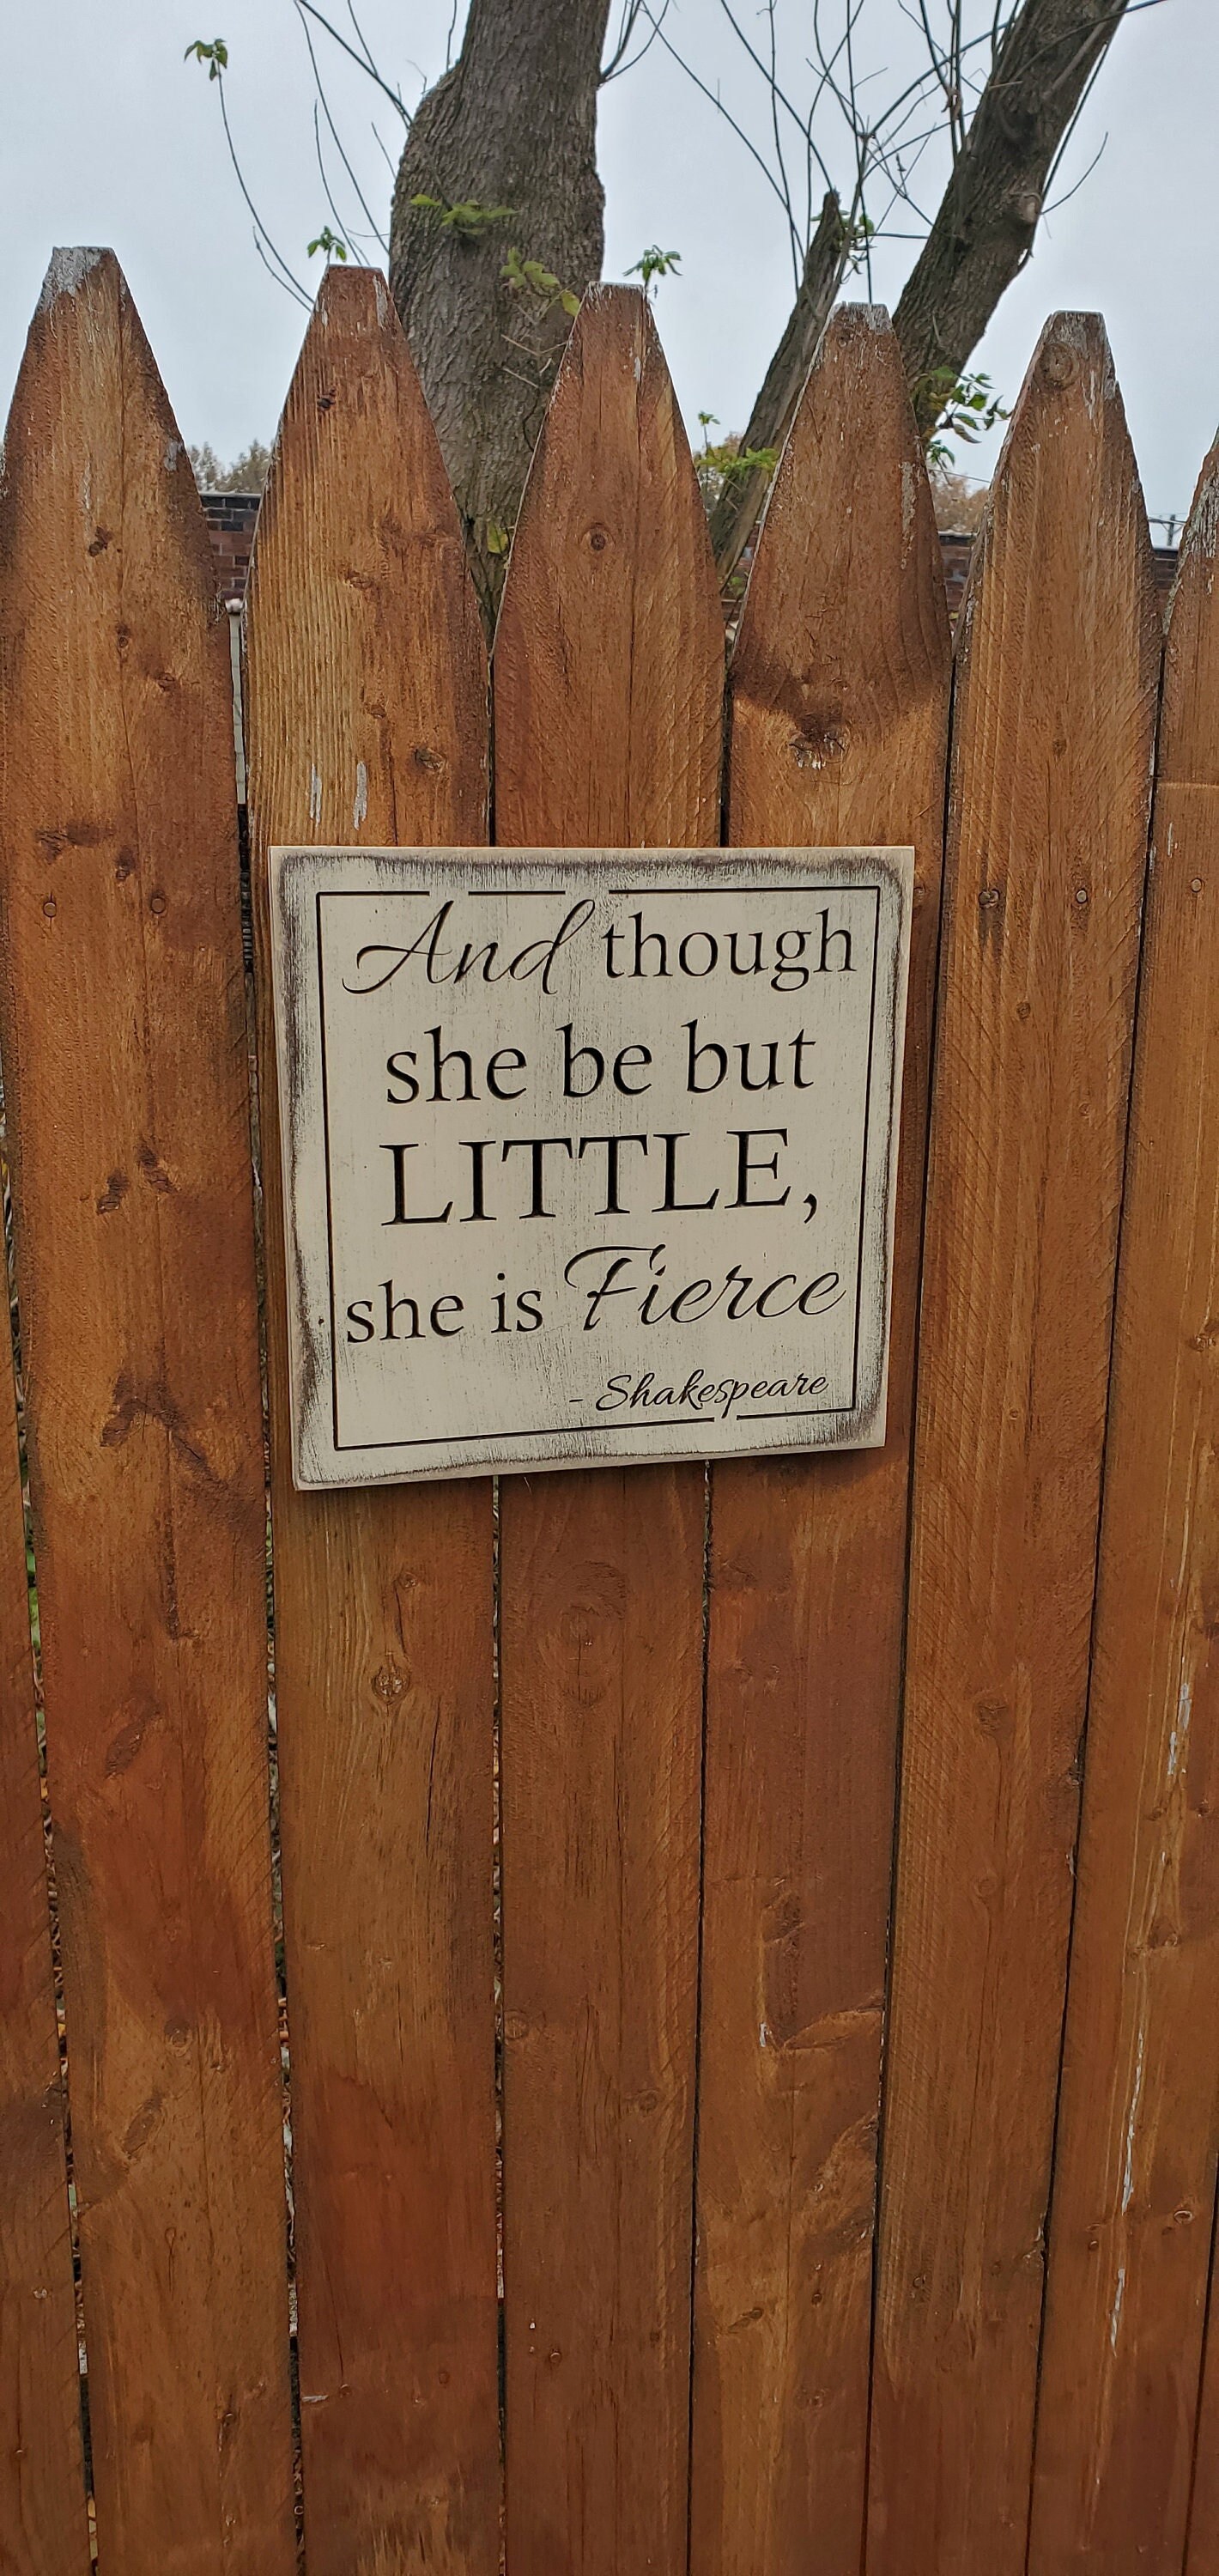 And though
she be but
LITTLE,
she is Fierce
- Shakespeare